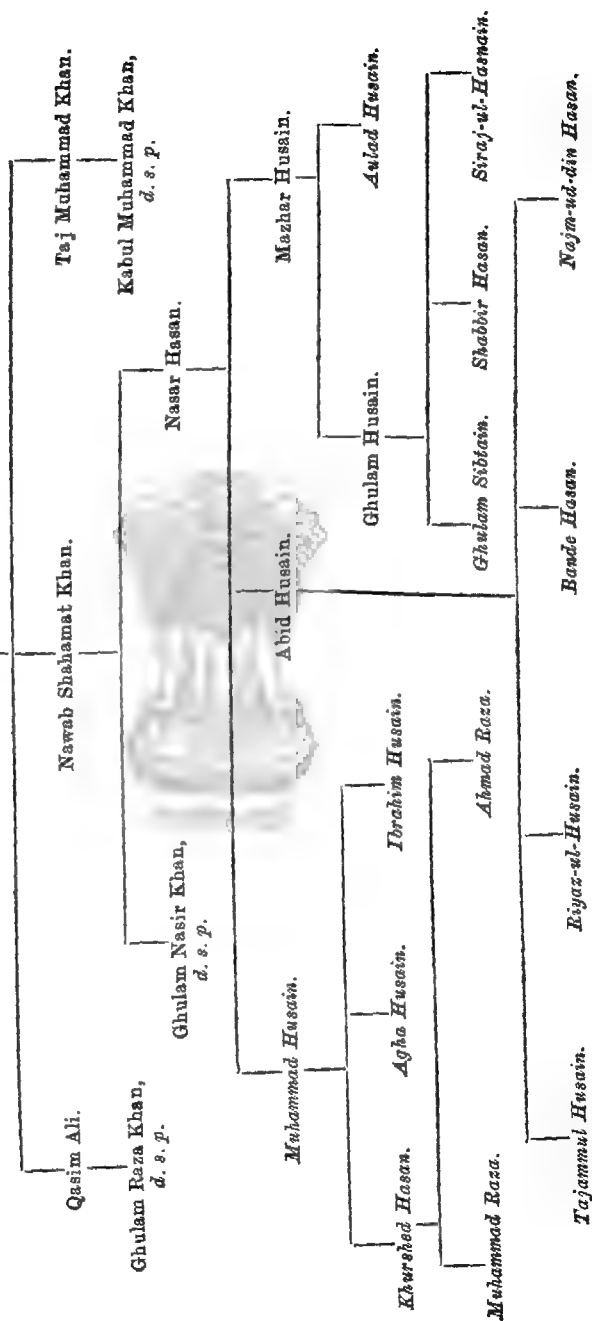 Qasim Ali.
Nawab Shahamat Khan.
Taj Muhammad Khan.
Ghulam Raza Khan,
d. s. p.
Kabul Muhammad Khan,
d. s. p.
Ghulam Nasir Khan,
d. s. p.
Nasar Hasan.
Muhammad Husain.
Abid Husain.
Mazhar Husain.
Khurshed Hasan.
Agha Husain.
Ibrahim Husain.
Ghulam Husain.
Aulad Husain.
Muhammad Raza.
Ahmad Raza.
Ghulam Sibtain.
Shabbir Hasan.
Siraj-ul-Hasnain.
Tajammul Husain.
Riyaz-ul-Husain.
Bande Hasan.
Najm-ud-din Hasan.